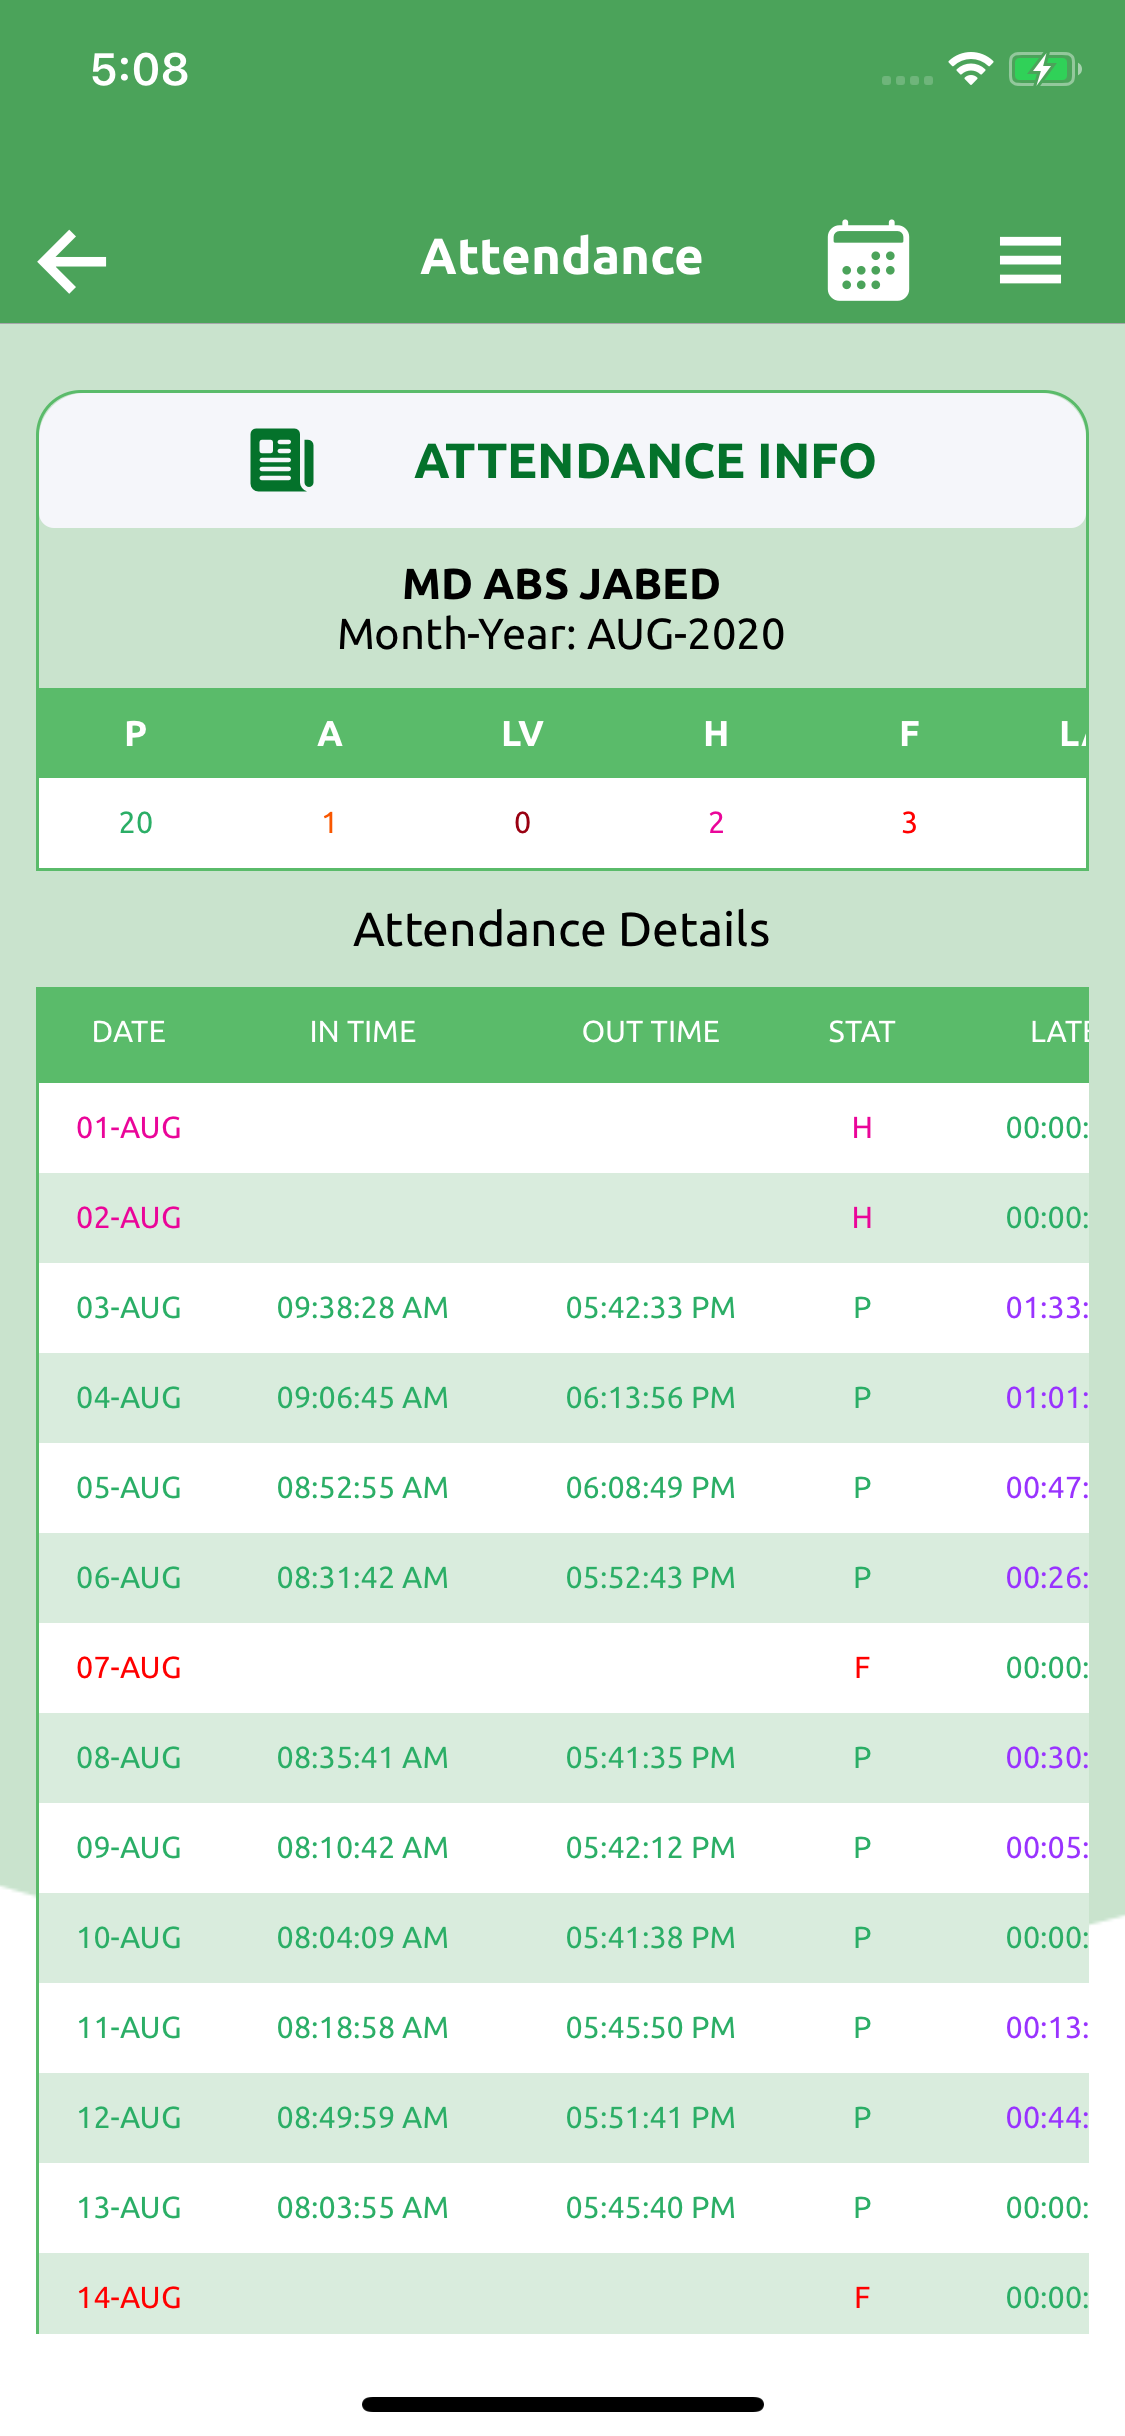 5:08
Attendance
ATTENDANCE INFO
MD ABS JABED
Month-Year: AUG-2020
P A LV H F
20 1 0 2 3
Attendance Details
DATE IN TIME OUT TIME STAT LATE
01-AUG H 00:00:
02-AUG H 00:00:
03-AUG 09:38:28 AM 05:42:33 PM P 01:33:
04-AUG 09:06:45 AM 06:13:56 PM P 01:01:
05-AUG 08:52:55 AM 06:08:49 PM P 00:47:
06-AUG 08:31:42 AM 05:52:43 PM P 00:26:
07-AUG F 00:00:
08-AUG 08:35:41 AM 05:41:35 PM P 00:30:
09-AUG 08:10:42 AM 05:42:12 PM P 00:05:
10-AUG 08:04:09 AM 05:41:38 PM P 00:00:
11-AUG 08:18:58 AM 05:45:50 PM P 00:13:
12-AUG 08:49:59 AM 05:51:41 PM P 00:44:
13-AUG 08:03:55 AM 05:45:40 PM P 00:00:
14-AUG F 00:00: